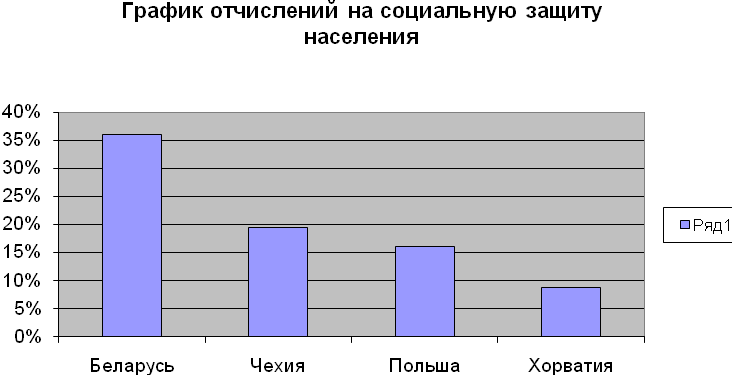 График отчислений на социальную защиту
населения
40%
35%
30%
25%
20%
15%
10%
5%
0%
Беларусь Чехия Польша Хорватия
Ряд1